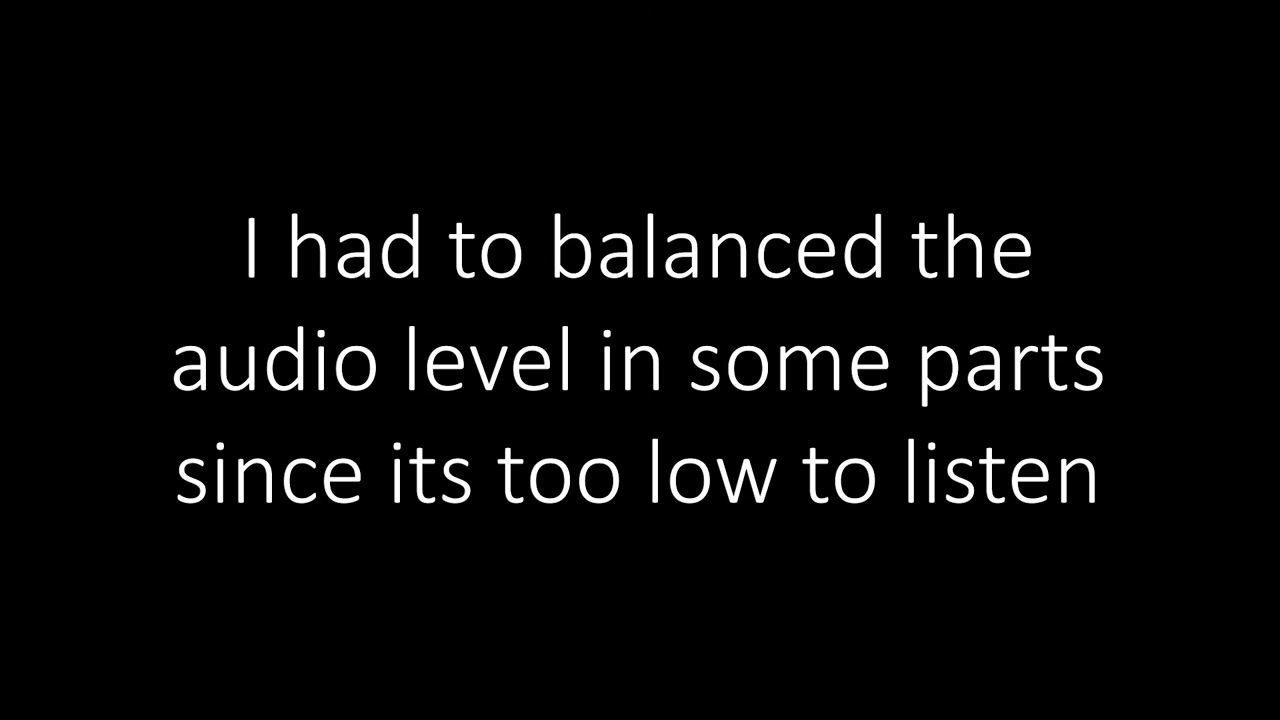 I had to balanced the
audio level in some parts
since its too low to listen